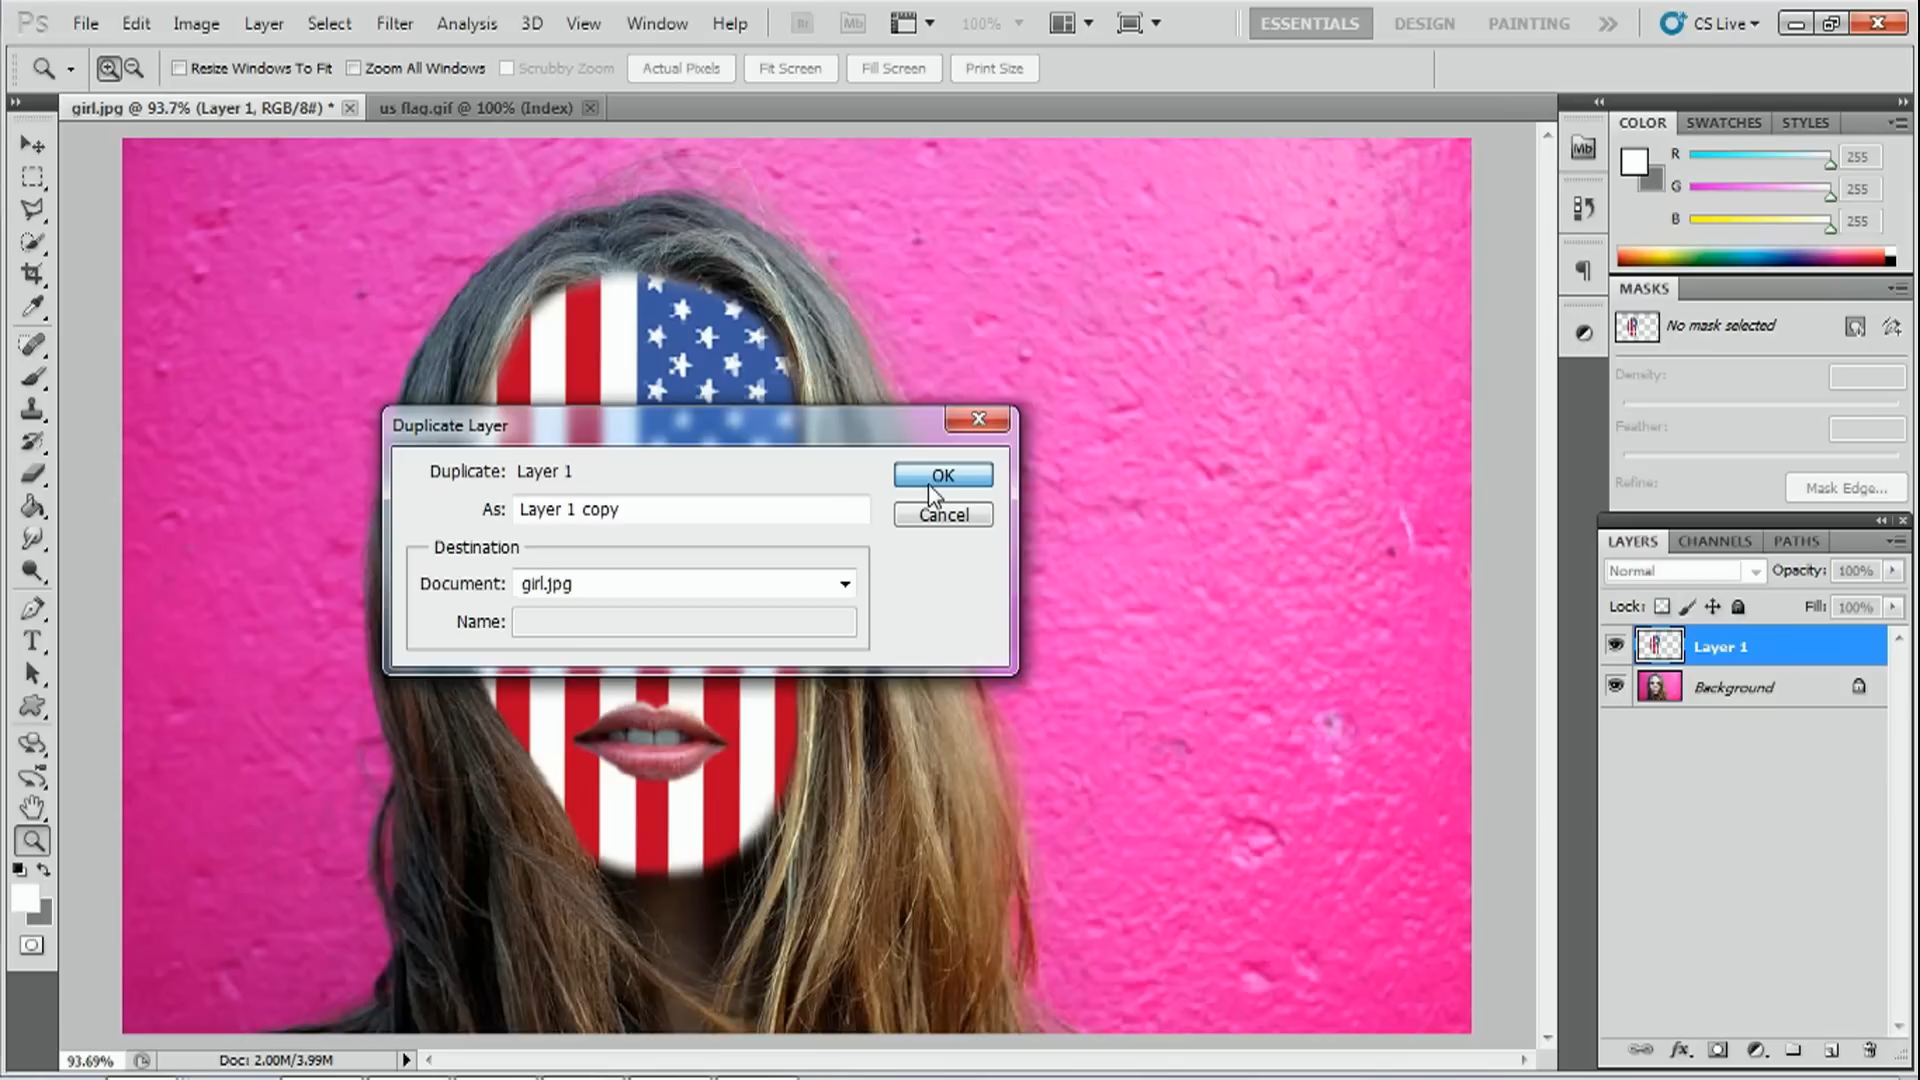 Ps File Edit Image Layer Select Filter Analysis 3D View Window Help Br Mb 100% ESSENTIALS DESIGN PAINTING CS Live
Resize Windows To Fit Zoom All Windows Scrubby Zoom Actual Pixels Fit Screen Fill Screen Print Size
girl.jpg @ 93.7% (Layer 1, RGB/8#) * us flag.gif @ 100% (Index)
COLOR SWATCHES STYLES
Mb
R 255
G 255
B 255
MASKS
No mask selected
Density:
Feather:
Refine: Mask Edge...
Duplicate Layer
Duplicate: Layer 1
OK
As: Layer 1 copy
Cancel
Destination
Document: girl.jpg
Name:
LAYERS CHANNELS PATHS
Normal Opacity: 100%
Lock: Fill: 100%
Layer 1
Background
T
fx
93.69% Doc: 2.00M/3.99M